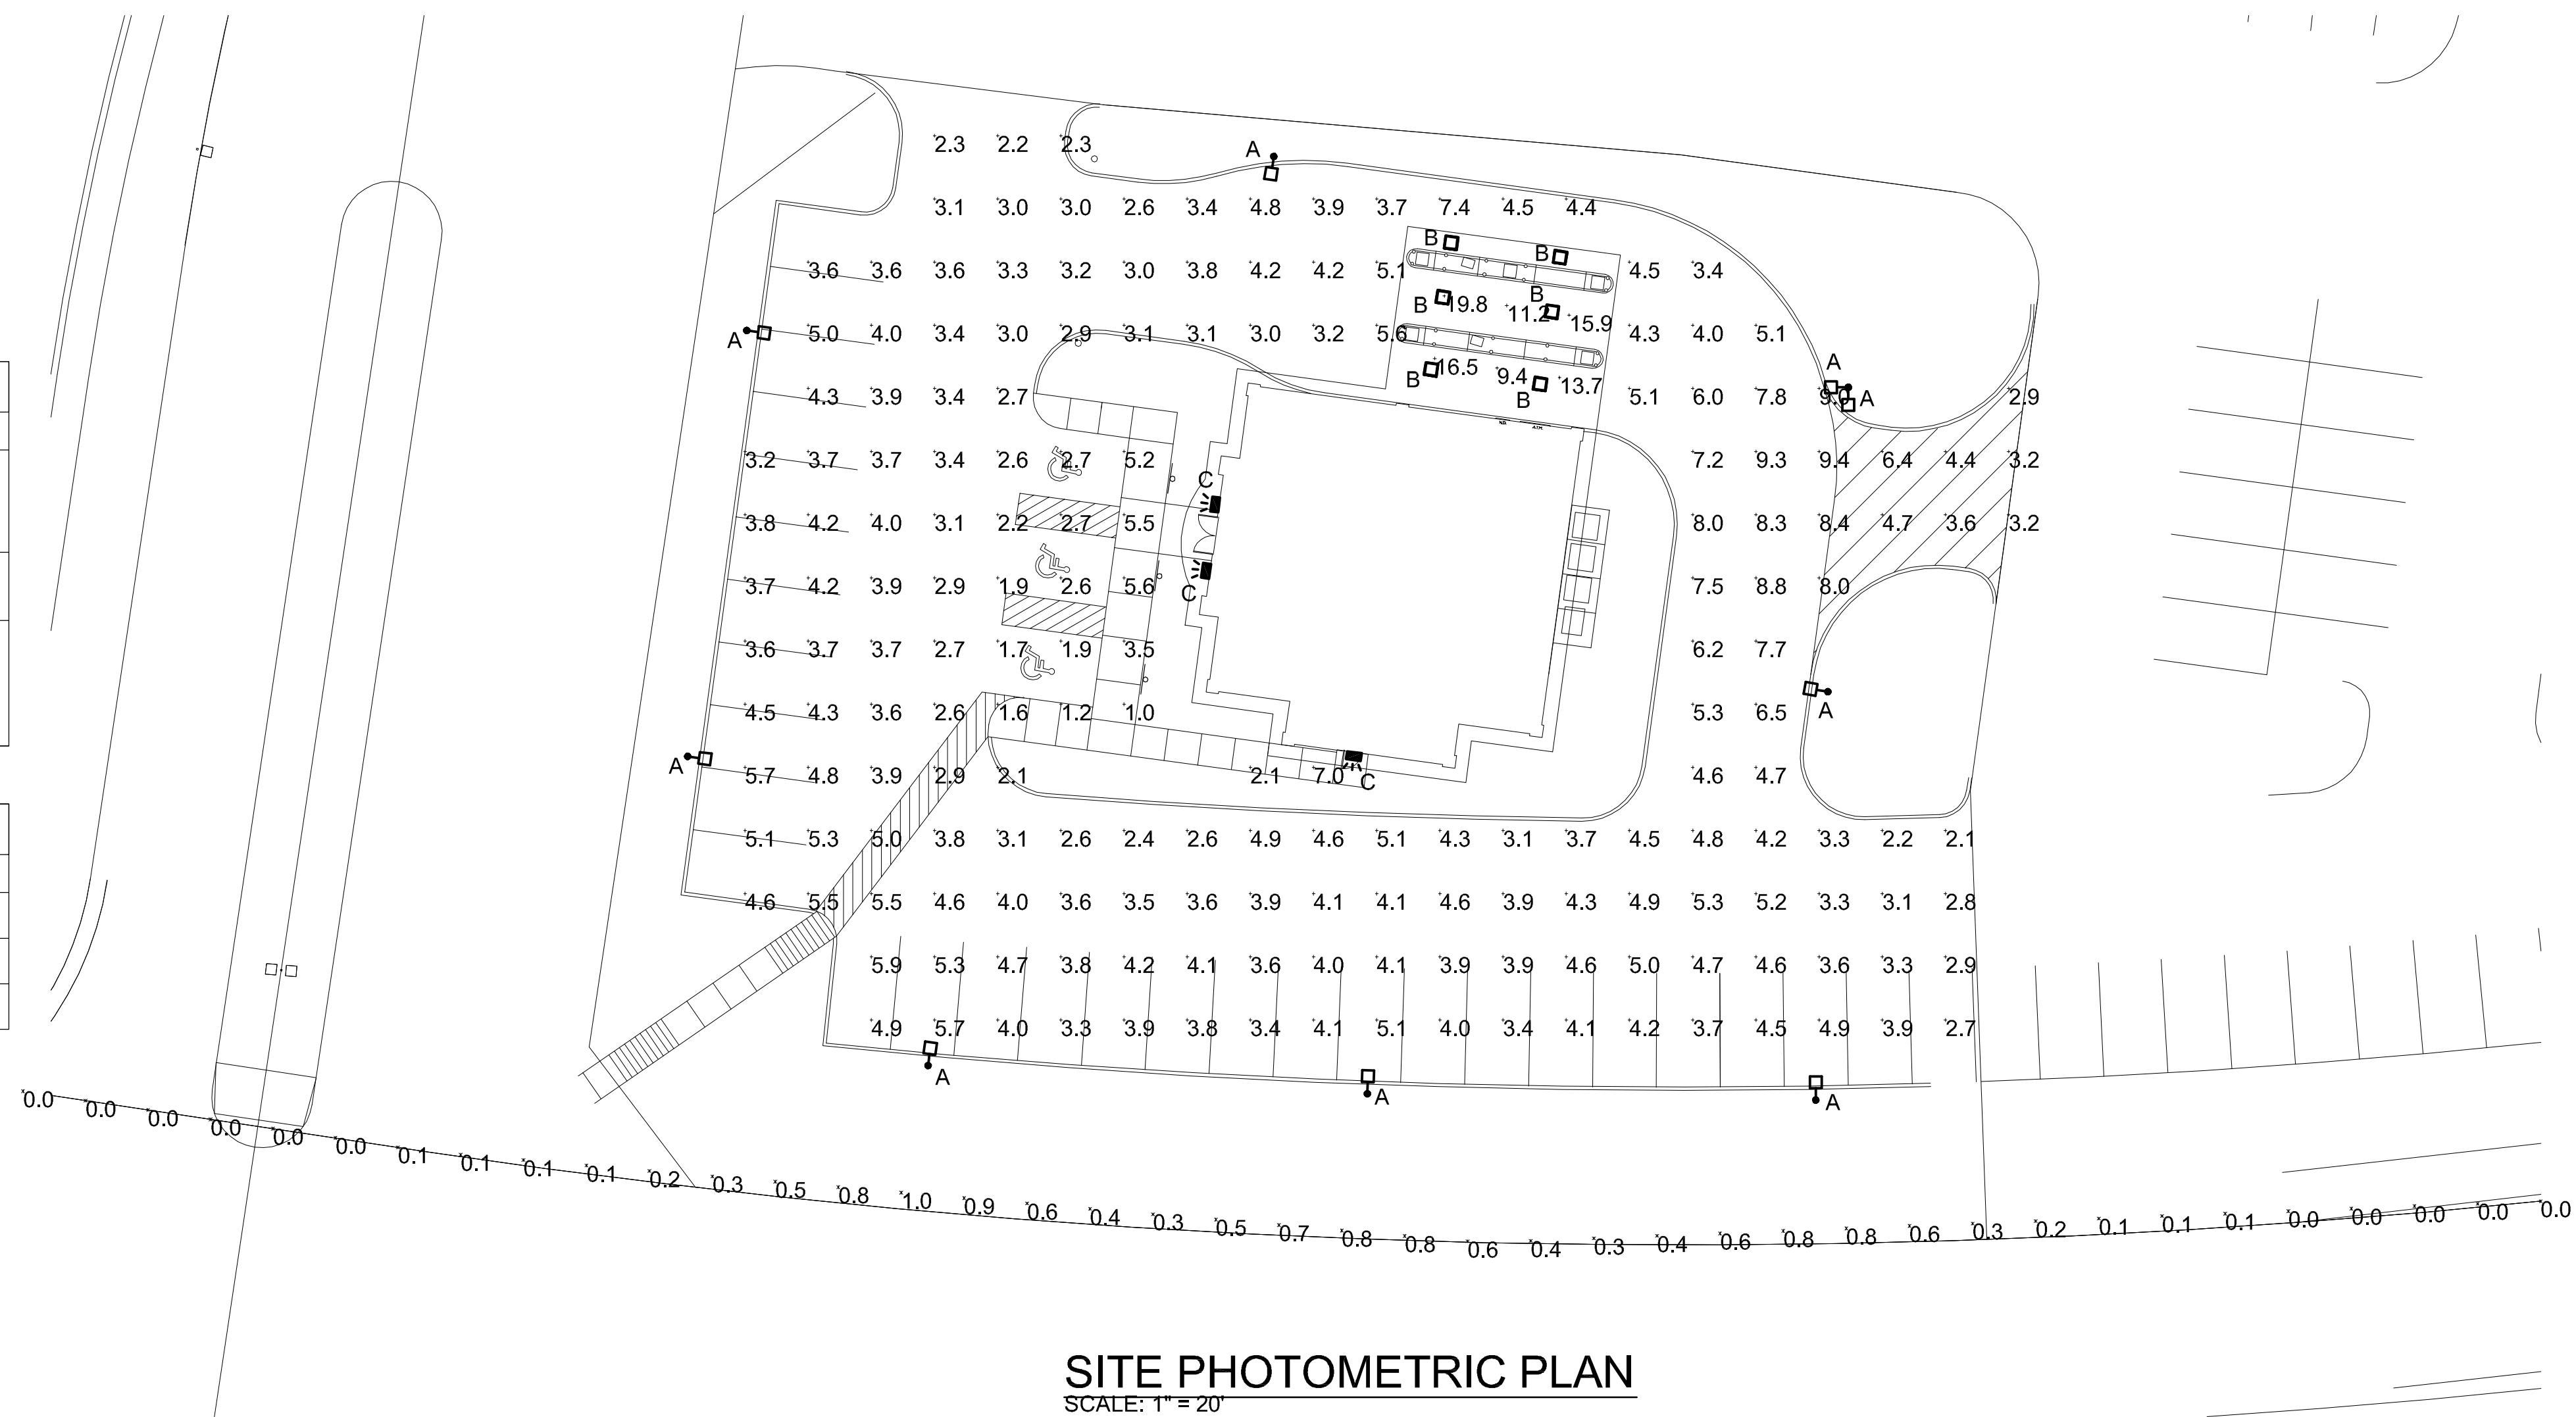 2.3 2.2 2.3
A
3.1 3.0 3.0 2.6 3.4 4.8 3.9 3.7 7.4 4.5 4.4
B B
3.6 3.6 3.6 3.3 3.2 3.0 3.8 4.2 4.2 5.1 4.5 3.4
B 19.8 B 11.2 15.9
A 5.0 4.0 3.4 3.0 2.9 3.1 3.1 3.0 3.2 5.6 4.3 4.0 5.1
B 16.5 9.4 13.7 A
4.3 3.9 3.4 2.7 B 5.1 6.0 7.8 9.0 A 2.9
3.2 3.7 3.7 3.4 2.6 2.7 5.2 7.2 9.3 9.4 6.4 4.4 3.2
C
3.8 4.2 4.0 3.1 2.2 2.7 5.5 8.0 8.3 8.4 4.7 3.6 3.2
3.7 4.2 3.9 2.9 1.9 2.6 5.6 C 7.5 8.8 8.0
3.6 3.7 3.7 2.7 1.7 1.9 3.5 6.2 7.7
4.5 4.3 3.6 2.6 1.6 1.2 1.0 5.3 6.5 A
A 5.7 4.8 3.9 2.9 2.1 2.1 7.0 C 4.6 4.7
5.1 5.3 5.0 3.8 3.1 2.6 2.4 2.6 4.9 4.6 5.1 4.3 3.1 3.7 4.5 4.8 4.2 3.3 2.2 2.1
4.6 5.5 5.5 4.6 4.0 3.6 3.5 3.6 3.9 4.1 4.1 4.6 3.9 4.3 4.9 5.3 5.2 3.3 3.1 2.8
5.9 5.3 4.7 3.8 4.2 4.1 3.6 4.0 4.1 3.9 3.9 4.6 5.0 4.7 4.6 3.6 3.3 2.9
4.9 5.7 4.0 3.3 3.9 3.8 3.4 4.1 5.1 4.0 3.4 4.1 4.2 3.7 4.5 4.9 3.9 2.7
A A A
0.0 0.0 0.0 0.0 0.0 0.0 0.1 0.1 0.1 0.1 0.2 0.3 0.5 0.8 1.0 0.9 0.6 0.4 0.3 0.5 0.7 0.8 0.8 0.6 0.4 0.3 0.4 0.6 0.8 0.8 0.6 0.3 0.2 0.1 0.1 0.1 0.0 0.0 0.0 0.0 0.0
SITE PHOTOMETRIC PLAN
SCALE: 1" = 20'